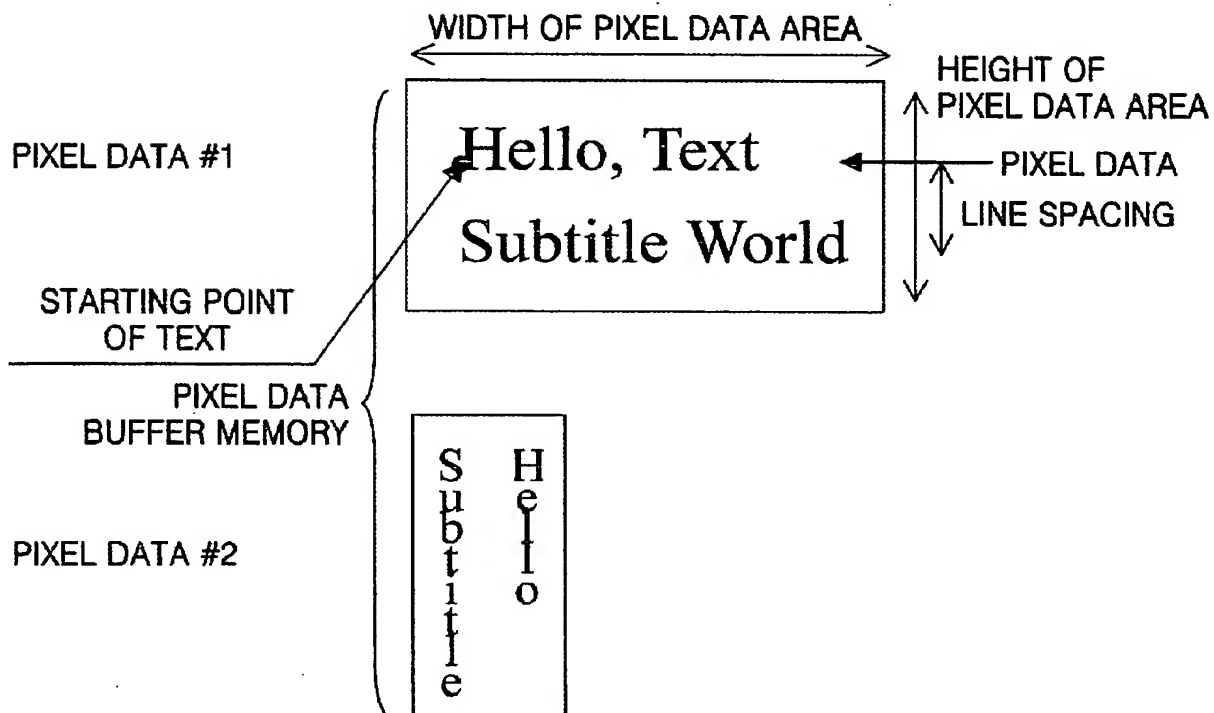 WIDTH OF PIXEL DATA AREA
HEIGHT OF
PIXEL DATA AREA
PIXEL DATA #1
Hello, Text
PIXEL DATA
LINE SPACING
Subtitle World
STARTING POINT
OF TEXT
PIXEL DATA
BUFFER MEMORY
PIXEL DATA #2
Subtitle
Hello